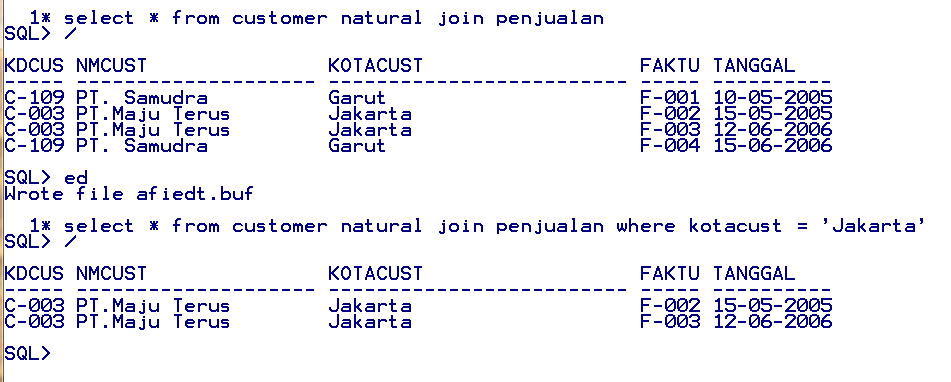 1* select * from customer natural join penjualan
SQL> /
KDCUS NMCUST KOTACUST FAKTU TANGGAL
----- -------------------- ------------------------- ----- ----------
C-109 PT. Samudra Garut F-001 10-05-2005
C-003 PT.Maju Terus Jakarta F-002 15-05-2005
C-003 PT.Maju Terus Jakarta F-003 12-06-2006
C-109 PT. Samudra Garut F-004 15-06-2006
SQL> ed
Wrote file afiedt.buf
1* select * from customer natural join penjualan where kotacust = 'Jakarta'
SQL> /
KDCUS NMCUST KOTACUST FAKTU TANGGAL
----- -------------------- ------------------------- ----- ----------
C-003 PT.Maju Terus Jakarta F-002 15-05-2005
C-003 PT.Maju Terus Jakarta F-003 12-06-2006
SQL>